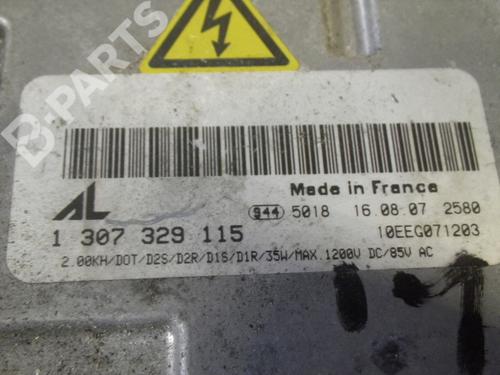 B-PARTS
Made in France
AL 944 5018 16.08.07 2580
1 307 329 115 10EEG071203
2.00KH/DOT/D2S/D2R/D1S/D1R/35W/MAX.1200V DC/85V AC